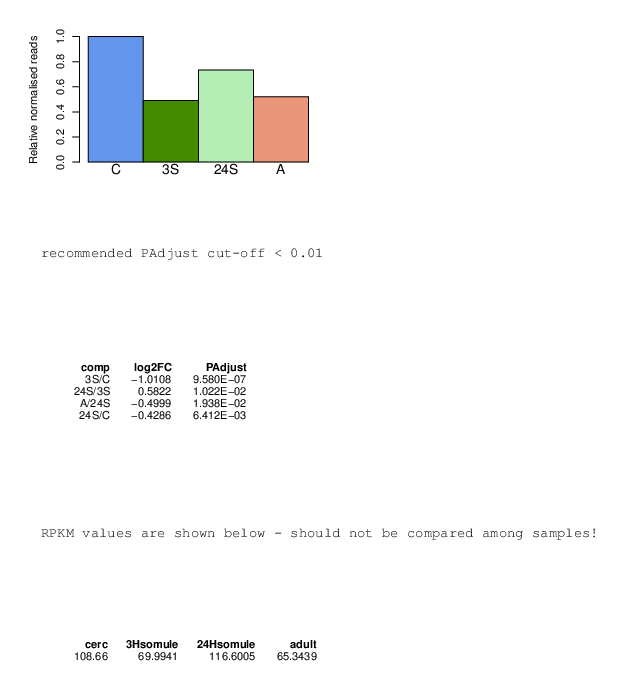 Relative normalised reads
1.0
0.8
0.6
0.4
0.2
0.0
C 3S 24S A
recommended PAdjust cut-off < 0.01
comp log2FC PAdjust
3S/C −1.0108 9.580E−07
24S/3S 0.5822 1.022E−02
A/24S −0.4999 1.938E−02
24S/C −0.4286 6.412E−03
RPKM values are shown below - should not be compared among samples!
cerc 3Hsomule 24Hsomule adult
108.66 69.9941 116.6005 65.3439